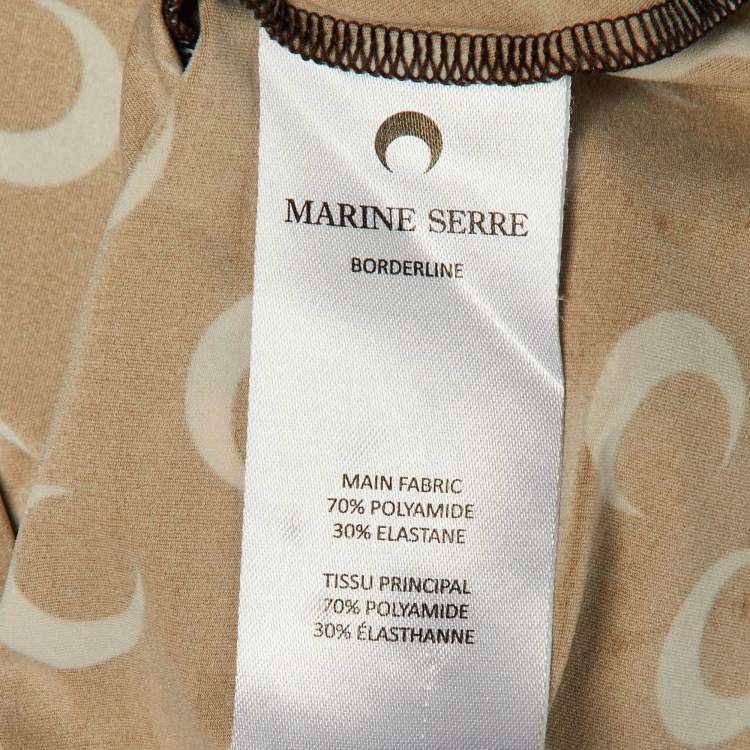 MARINE SERRE
BORDERLINE
MAIN FABRIC
70% POLYAMIDE
30% ELASTANE
TISSU PRINCIPAL
70% POLYAMIDE
30% ÉLASTHANNE